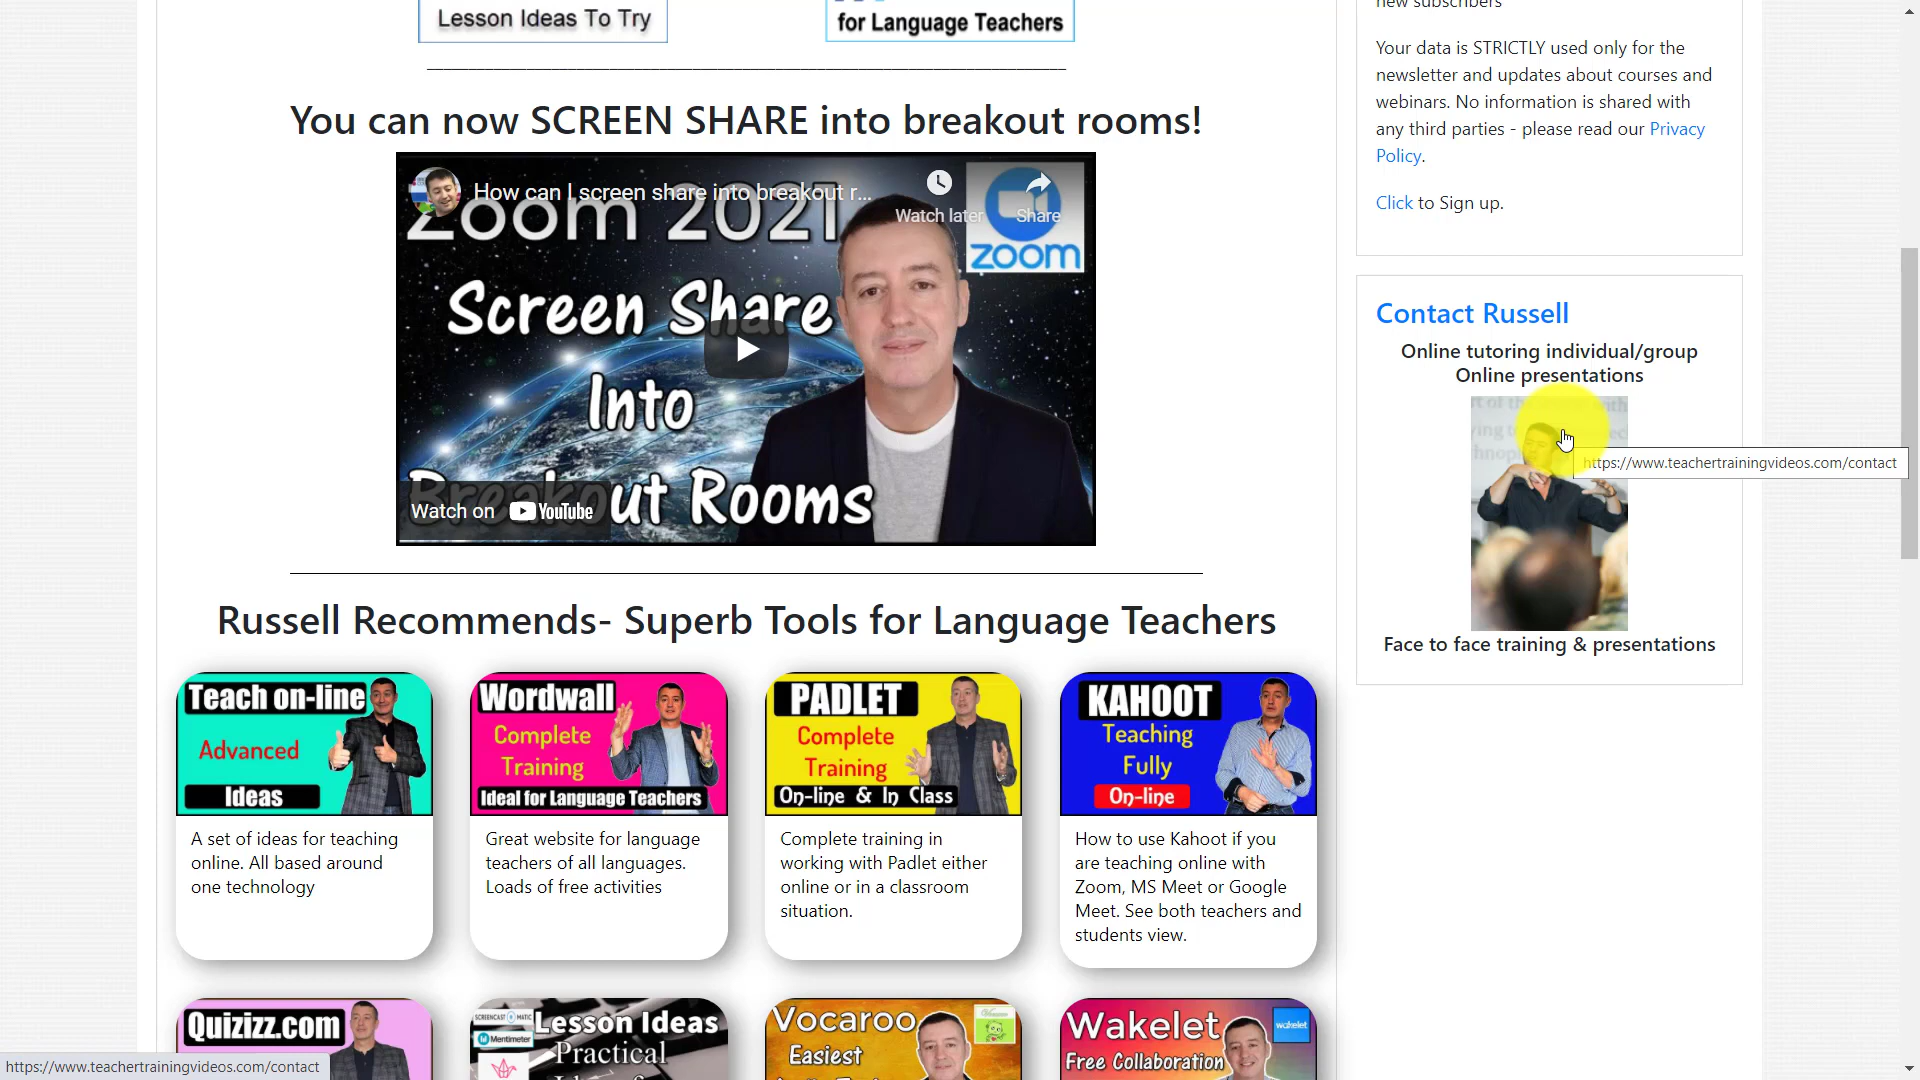 Lesson Ideas To Try
for Language Teachers
You can now SCREEN SHARE into breakout rooms!
How can I screen share into breakout r...
Watch later
Share
Zoom 2021
zoom
Screen Share
Into
Breakout Rooms
Watch on YouTube
Russell Recommends- Superb Tools for Language Teachers
Teach on-line
Advanced
Ideas
A set of ideas for teaching
online. All based around
one technology
Wordwall
Complete
Training
Ideal for Language Teachers
Great website for language
teachers of all languages.
Loads of free activities
PADLET
Complete
Training
On-line & In Class
Complete training in
working with Padlet either
online or in a classroom
situation.
KAHOOT
Teaching
Fully
On-line
How to use Kahoot if you
are teaching online with
Zoom, MS Meet or Google
Meet. See both teachers and
students view.
Quizizz.com
SCREENCAST-O-MATIC
Mentimeter
Lesson Ideas
Practical
Vocaroo
Easiest
Wakelet
wakelet
Free Collaboration
new subscribers
Your data is STRICTLY used only for the
newsletter and updates about courses and
webinars. No information is shared with
any third parties - please read our Privacy
Policy.
Click to Sign up.
Contact Russell
Online tutoring individual/group
Online presentations
https://www.teachertrainingvideos.com/contact
Face to face training & presentations
https://www.teachertrainingvideos.com/contact